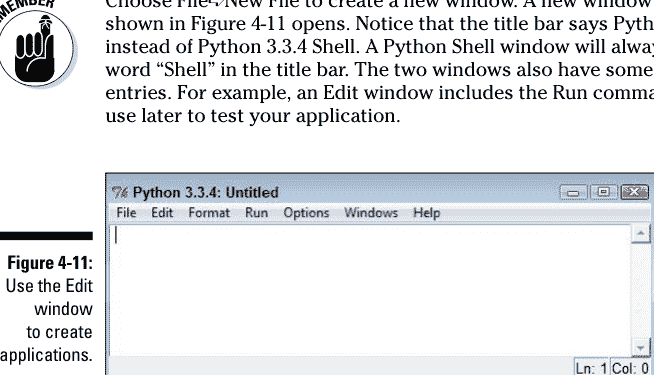 REMEMBER
Choose File➪New File to create a new window. A new window
shown in Figure 4-11 opens. Notice that the title bar says Pyth
instead of Python 3.3.4 Shell. A Python Shell window will alwa
word “Shell” in the title bar. The two windows also have some
entries. For example, an Edit window includes the Run comma
use later to test your application.
Python 3.3.4: Untitled
File Edit Format Run Options Windows Help
Figure 4-11:
Use the Edit
window
to create
applications.
Ln: 1 Col: 0